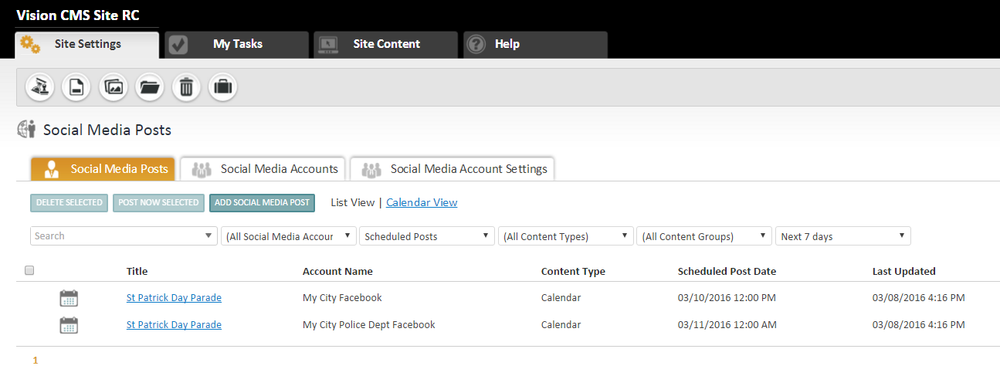 Vision CMS Site RC
Site Settings My Tasks Site Content Help
Social Media Posts
Social Media Posts Social Media Accounts Social Media Account Settings
DELETE SELECTED POST NOW SELECTED ADD SOCIAL MEDIA POST List View | Calendar View
Search (All Social Media Accour Scheduled Posts (All Content Types) (All Content Groups) Next 7 days
Title Account Name Content Type Scheduled Post Date Last Updated
St Patrick Day Parade My City Facebook Calendar 03/10/2016 12:00 PM 03/08/2016 4:16 PM
St Patrick Day Parade My City Police Dept Facebook Calendar 03/11/2016 12:00 AM 03/08/2016 4:16 PM
1